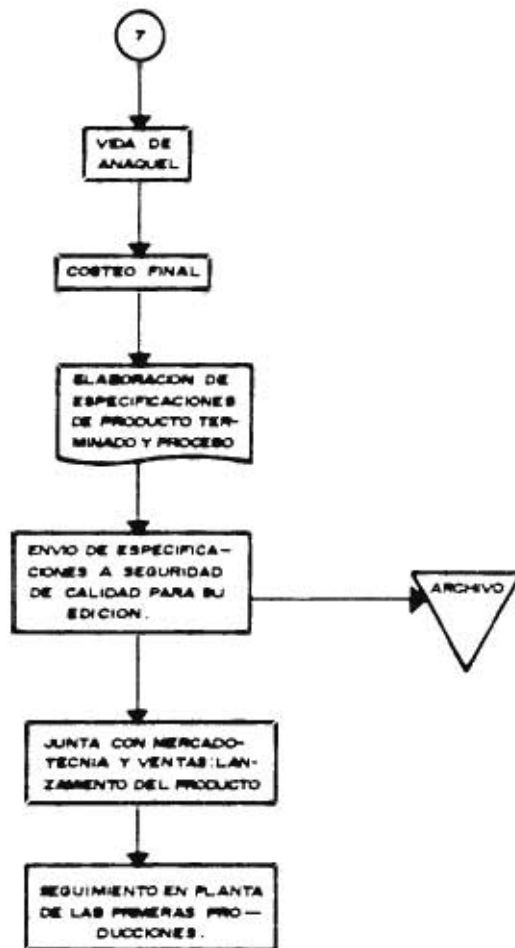 7
VIDA DE
ANAQUEL
COSTEO FINAL
ELABORACION DE
ESPECIFICACIONES
DE PRODUCTO TER-
MINADO Y PROCESO
ENVIO DE ESPECIFICA-
CIONES A SEGURIDAD
DE CALIDAD PARA SU
EDICION.
ARCHIVO
JUNTA CON MERCADO-
TECNIA Y VENTAS: LAN-
ZAMIENTO DEL PRODUCTO
SEGUIMIENTO EN PLANTA
DE LAS PRIMERAS PRO-
DUCCIONES.